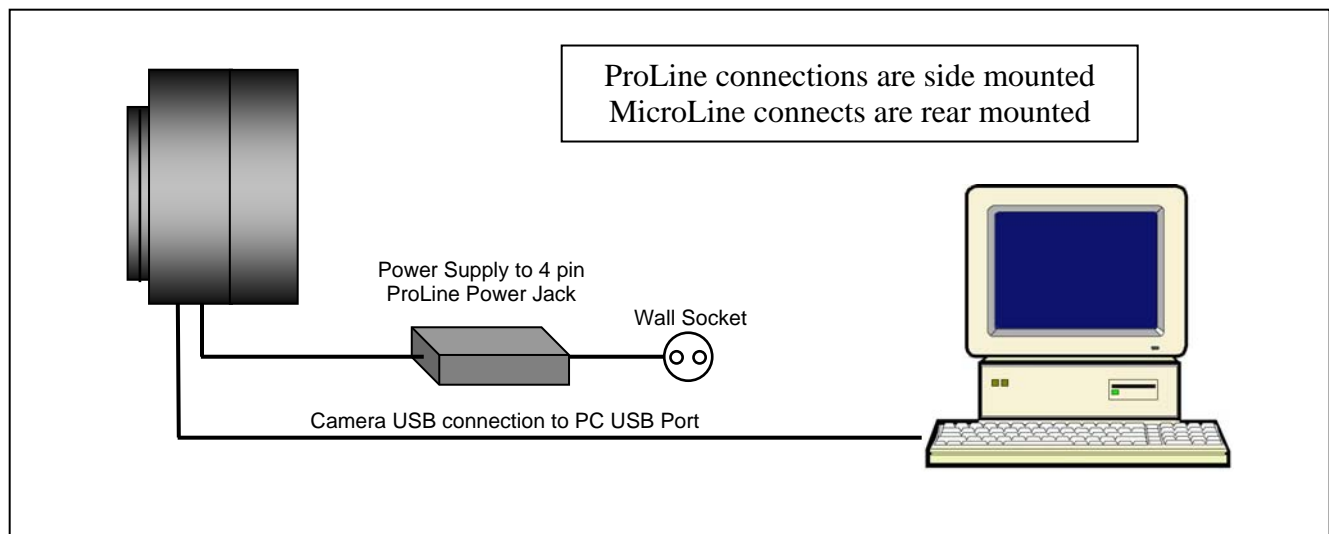 ProLine connections are side mounted
MicroLine connects are rear mounted
Power Supply to 4 pin
ProLine Power Jack
Wall Socket
Camera USB connection to PC USB Port